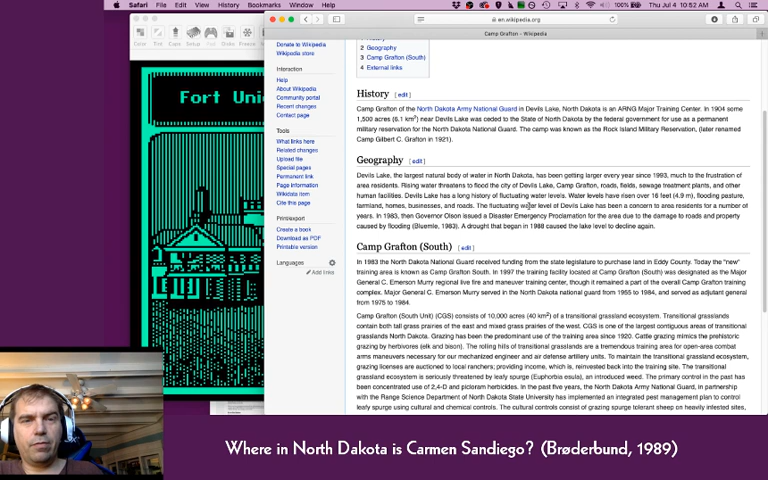 Safari File Edit View History Bookmarks Window Help
100%
Thu Jul 4 10:52 AM
Color Tint Caps Setup Disks Freeze
en.wikipedia.org
Camp Grafton - Wikipedia
Fort Uni
Donate to Wikipedia
Wikipedia store
Interaction
Help
About Wikipedia
Community portal
Recent changes
Contact page
Tools
What links here
Related changes
Upload file
Special pages
Permanent link
Page information
Wikidata item
Cite this page
Print/export
Create a book
Download as PDF
Printable version
Languages
Add links
2 Geography
3 Camp Grafton (South)
4 External links
History [ edit ]
Camp Grafton of the North Dakota Army National Guard in Devils Lake, North Dakota is an ARNG Major Training Center. In 1904 some
1,500 acres (6.1 km²) near Devils Lake was ceded to the State of North Dakota by the federal government for use as a permanent
military reservation for the North Dakota National Guard. The camp was known as the Rock Island Military Reservation, (later renamed
Camp Gilbert C. Grafton in 1921).
Geography [ edit ]
Devils Lake, the largest natural body of water in North Dakota, has been getting larger every year since 1993, much to the frustration of
area residents. Rising water threatens to flood the city of Devils Lake, Camp Grafton, roads, fields, sewage treatment plants, and other
human facilities. Devils Lake has a long history of fluctuating water levels. Water levels have risen over 16 feet (4.9 m), flooding pasture,
farmland, homes, businesses, and roads. The fluctuating water level of Devils Lake has been a concern to area residents for a number of
years. In 1983, then Governor Olson issued a Disaster Emergency Proclamation for the area due to the damage to roads and property
caused by flooding (Bluemle, 1983). A drought that began in 1988 caused the lake level to decline again.
Camp Grafton (South) [ edit ]
In 1983 the North Dakota National Guard received funding from the state legislature to purchase land in Eddy County. Today the "new"
training area is known as Camp Grafton South. In 1997 the training facility located at Camp Grafton (South) was designated as the Major
General C. Emerson Murry regional live fire and maneuver training center, though it remained a part of the overall Camp Grafton training
complex. Major General C. Emerson Murry served in the North Dakota national guard from 1955 to 1984, and served as adjutant general
from 1975 to 1984.
Camp Grafton (South Unit) (CGS) consists of 10,000 acres (40 km²) of a transitional grassland ecosystem. Transitional grasslands
contain both tall grass prairies of the east and mixed grass prairies of the west. CGS is one of the largest contiguous areas of transitional
grasslands North Dakota. Grazing has been the predominant use of the training area since 1920. Cattle grazing mimics the prehistoric
grazing by herbivores (elk and bison). The rolling hills of transitional grasslands are a tremendous training area for open-area combat
arms maneuvers necessary for our mechanized engineer and air defense artillery units. To maintain the transitional grassland ecosystem,
grazing licenses are auctioned to local ranchers; providing income, which is, reinvested back into the training site. The transitional
grassland ecosystem is seriously threatened by leafy spurge (Euphorbia esula), an introduced weed. The primary control in the past has
been concentrated use of 2,4-D and picloram herbicides. In the past five years, the North Dakota Army National Guard, in partnership
with the Range Science Department of North Dakota State University has implemented an integrated pest management plan to control
leafy spurge using cultural and chemical controls. The cultural controls consist of grazing spurge tolerant sheep on heavily infested sites,
Where in North Dakota is Carmen Sandiego? (Brøderbund, 1989)